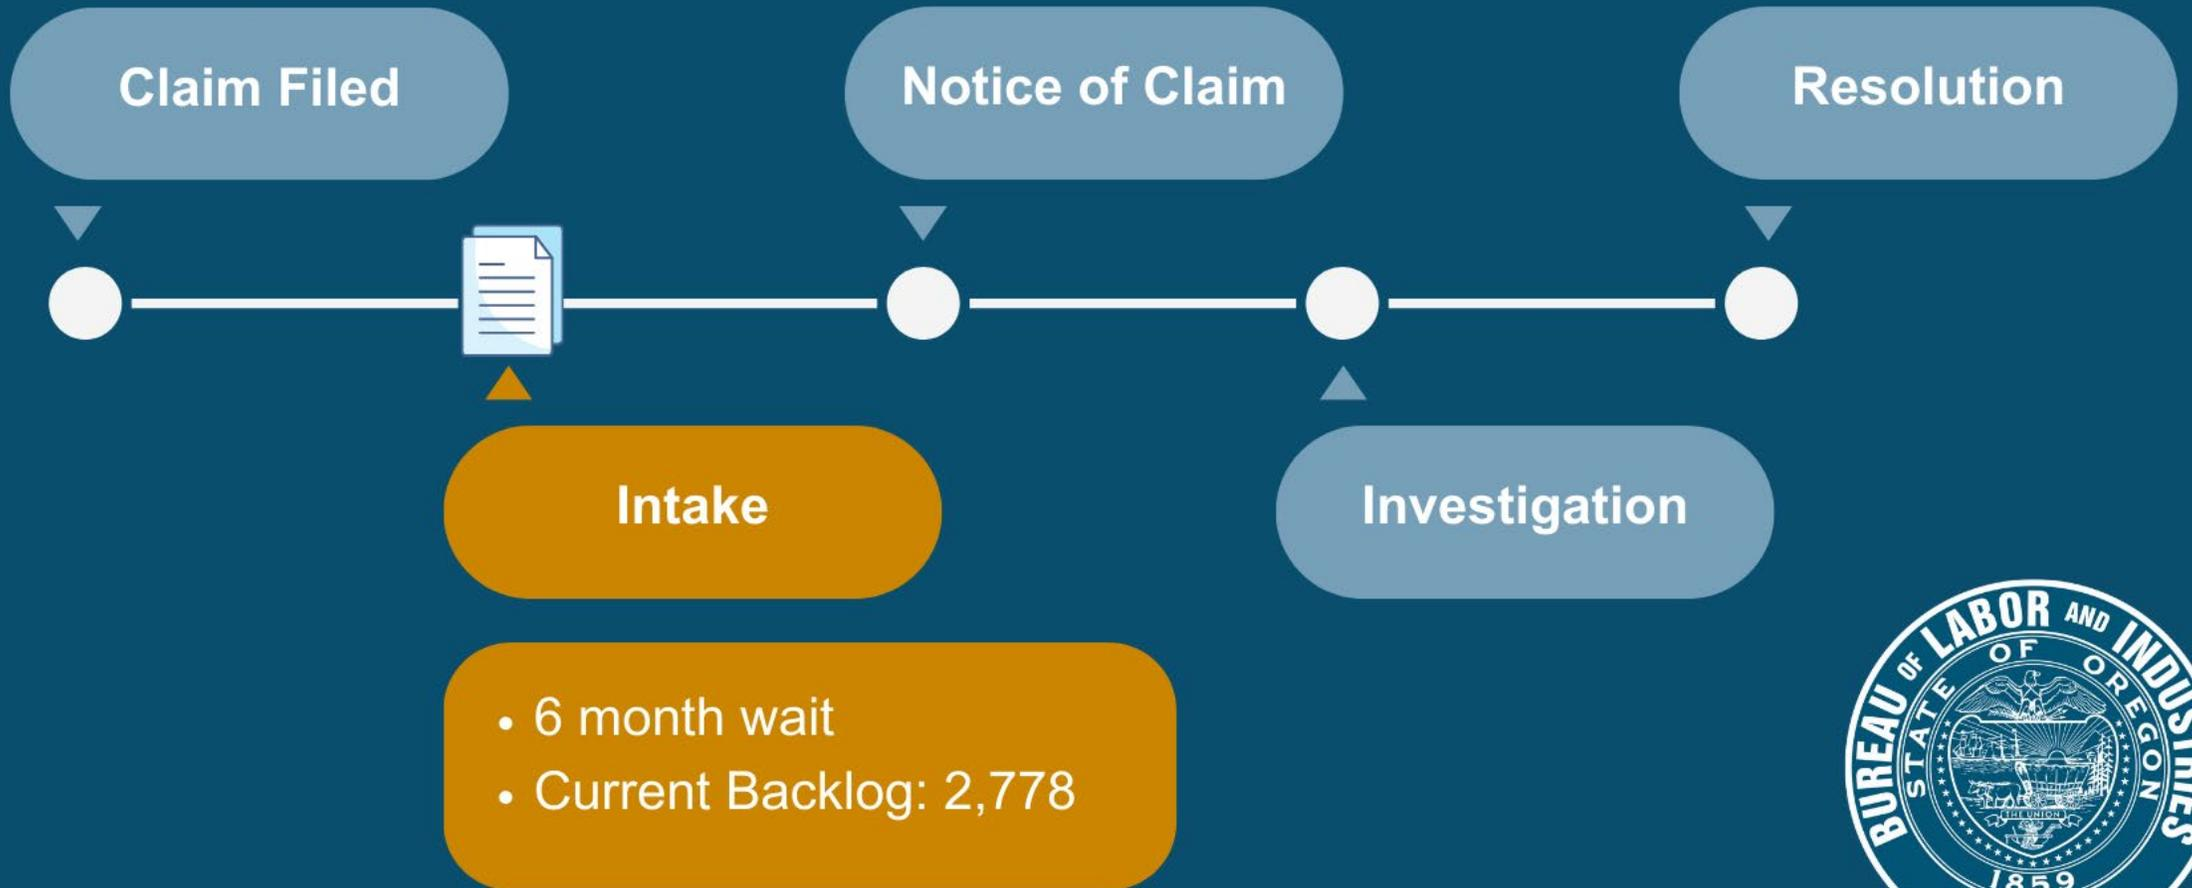 Claim Filed
Notice of Claim
Resolution
Intake
Investigation
• 6 month wait
• Current Backlog: 2,778
BUREAU OF LABOR AND INDUSTRIES
STATE OF OREGON
THE UNION
1859